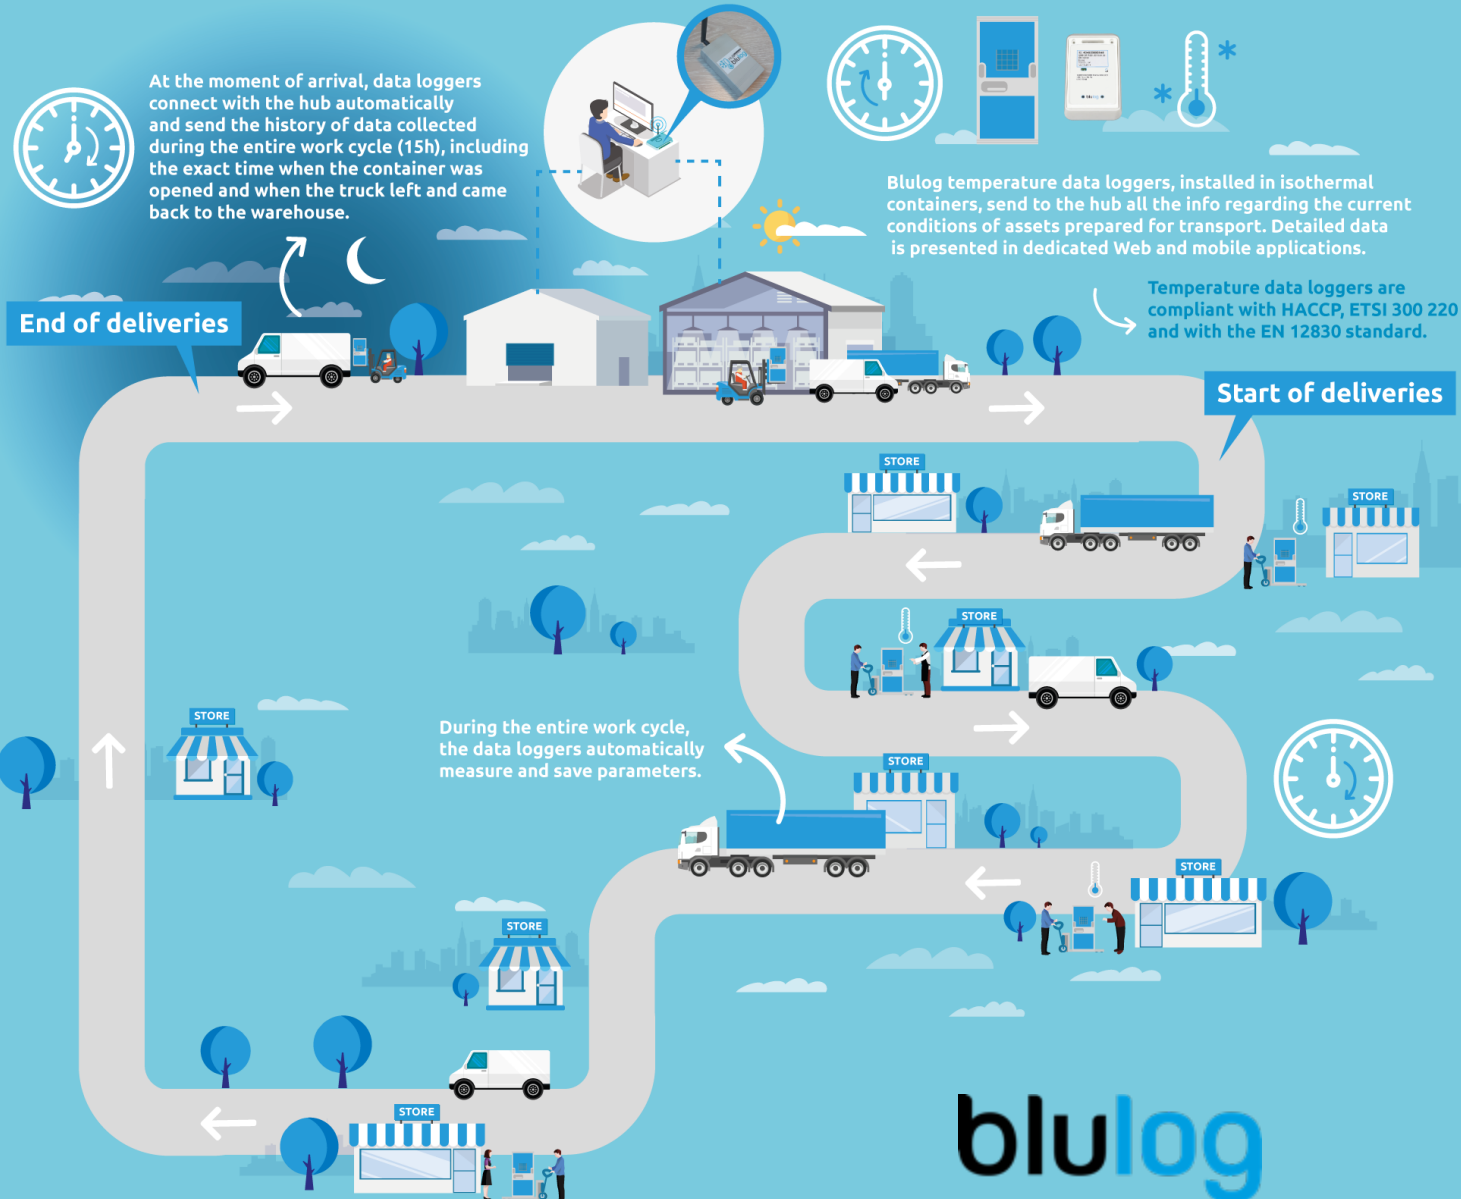 At the moment of arrival, data loggers
connect with the hub automatically
and send the history of data collected
during the entire work cycle (15h), including
the exact time when the container was
opened and when the truck left and came
back to the warehouse.
blulog
blulog
Blulog temperature data loggers, installed in isothermal
containers, send to the hub all the info regarding the current
conditions of assets prepared for transport. Detailed data
is presented in dedicated Web and mobile applications.
Temperature data loggers are
compliant with HACCP, ETSI 300 220
and with the EN 12830 standard.
End of deliveries
Start of deliveries
STORE
STORE
STORE
STORE
During the entire work cycle,
the data loggers automatically
measure and save parameters.
STORE
STORE
STORE
STORE
blulog